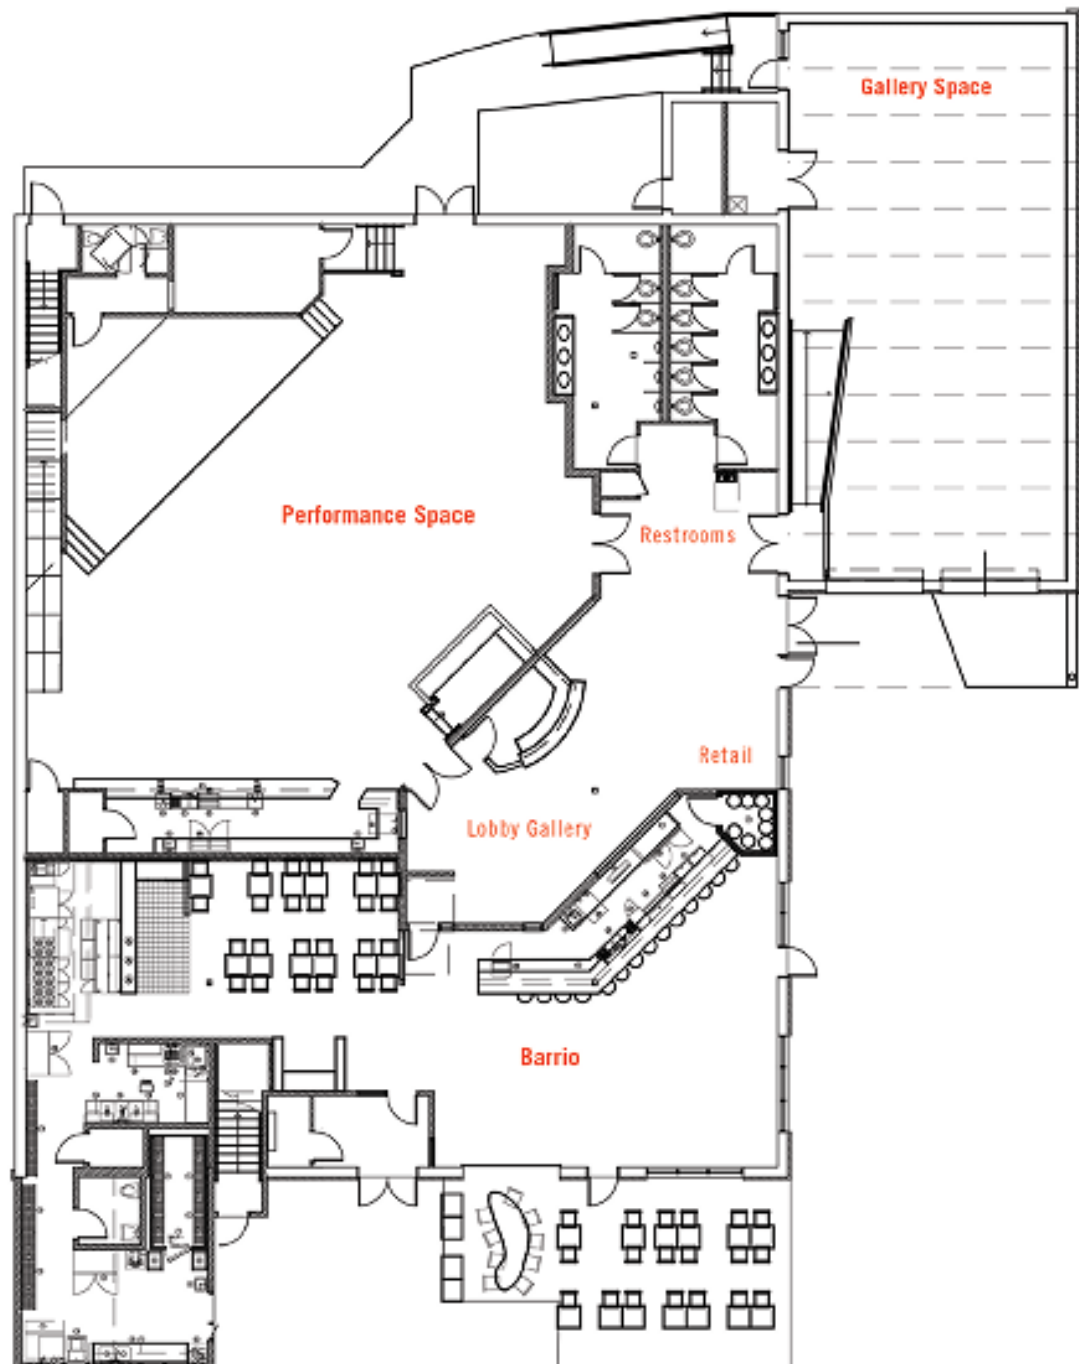 Gallery Space
Performance Space
Restrooms
Retail
Lobby Gallery
Barrio